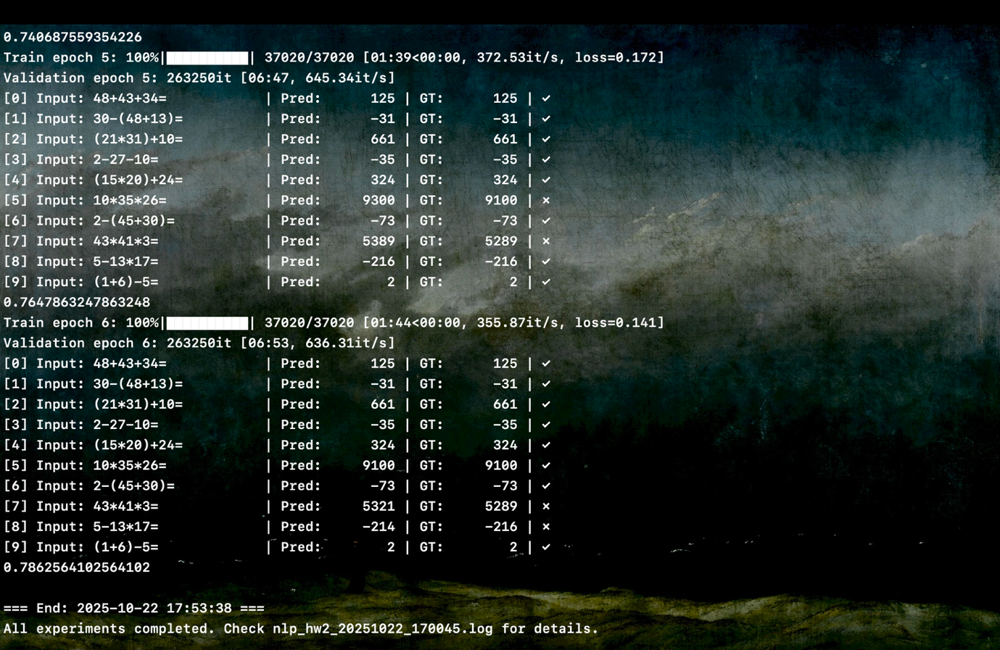 0.740687559354226
Train epoch 5: 100%|██████████| 37020/37020 [01:39<00:00, 372.53it/s, loss=0.172]
Validation epoch 5: 263250it [06:47, 645.34it/s]
[0] Input: 48+43+34=            | Pred:      125 | GT:      125 | ✓
[1] Input: 30-(48+13)=          | Pred:      -31 | GT:      -31 | ✓
[2] Input: (21*31)+10=          | Pred:      661 | GT:      661 | ✓
[3] Input: 2-27-10=             | Pred:      -35 | GT:      -35 | ✓
[4] Input: (15*20)+24=          | Pred:      324 | GT:      324 | ✓
[5] Input: 10*35*26=            | Pred:     9300 | GT:     9100 | ×
[6] Input: 2-(45+30)=           | Pred:      -73 | GT:      -73 | ✓
[7] Input: 43*41*3=             | Pred:     5389 | GT:     5289 | ×
[8] Input: 5-13*17=             | Pred:     -216 | GT:     -216 | ✓
[9] Input: (1+6)-5=             | Pred:        2 | GT:        2 | ✓
0.7647863247863248
Train epoch 6: 100%|██████████| 37020/37020 [01:44<00:00, 355.87it/s, loss=0.141]
Validation epoch 6: 263250it [06:53, 636.31it/s]
[0] Input: 48+43+34=            | Pred:      125 | GT:      125 | ✓
[1] Input: 30-(48+13)=          | Pred:      -31 | GT:      -31 | ✓
[2] Input: (21*31)+10=          | Pred:      661 | GT:      661 | ✓
[3] Input: 2-27-10=             | Pred:      -35 | GT:      -35 | ✓
[4] Input: (15*20)+24=          | Pred:      324 | GT:      324 | ✓
[5] Input: 10*35*26=            | Pred:     9100 | GT:     9100 | ✓
[6] Input: 2-(45+30)=           | Pred:      -73 | GT:      -73 | ✓
[7] Input: 43*41*3=             | Pred:     5321 | GT:     5289 | ×
[8] Input: 5-13*17=             | Pred:     -214 | GT:     -216 | ×
[9] Input: (1+6)-5=             | Pred:        2 | GT:        2 | ✓
0.7862564102564102
=== End: 2025-10-22 17:53:38 ===
All experiments completed. Check nlp_hw2_20251022_170045.log for details.